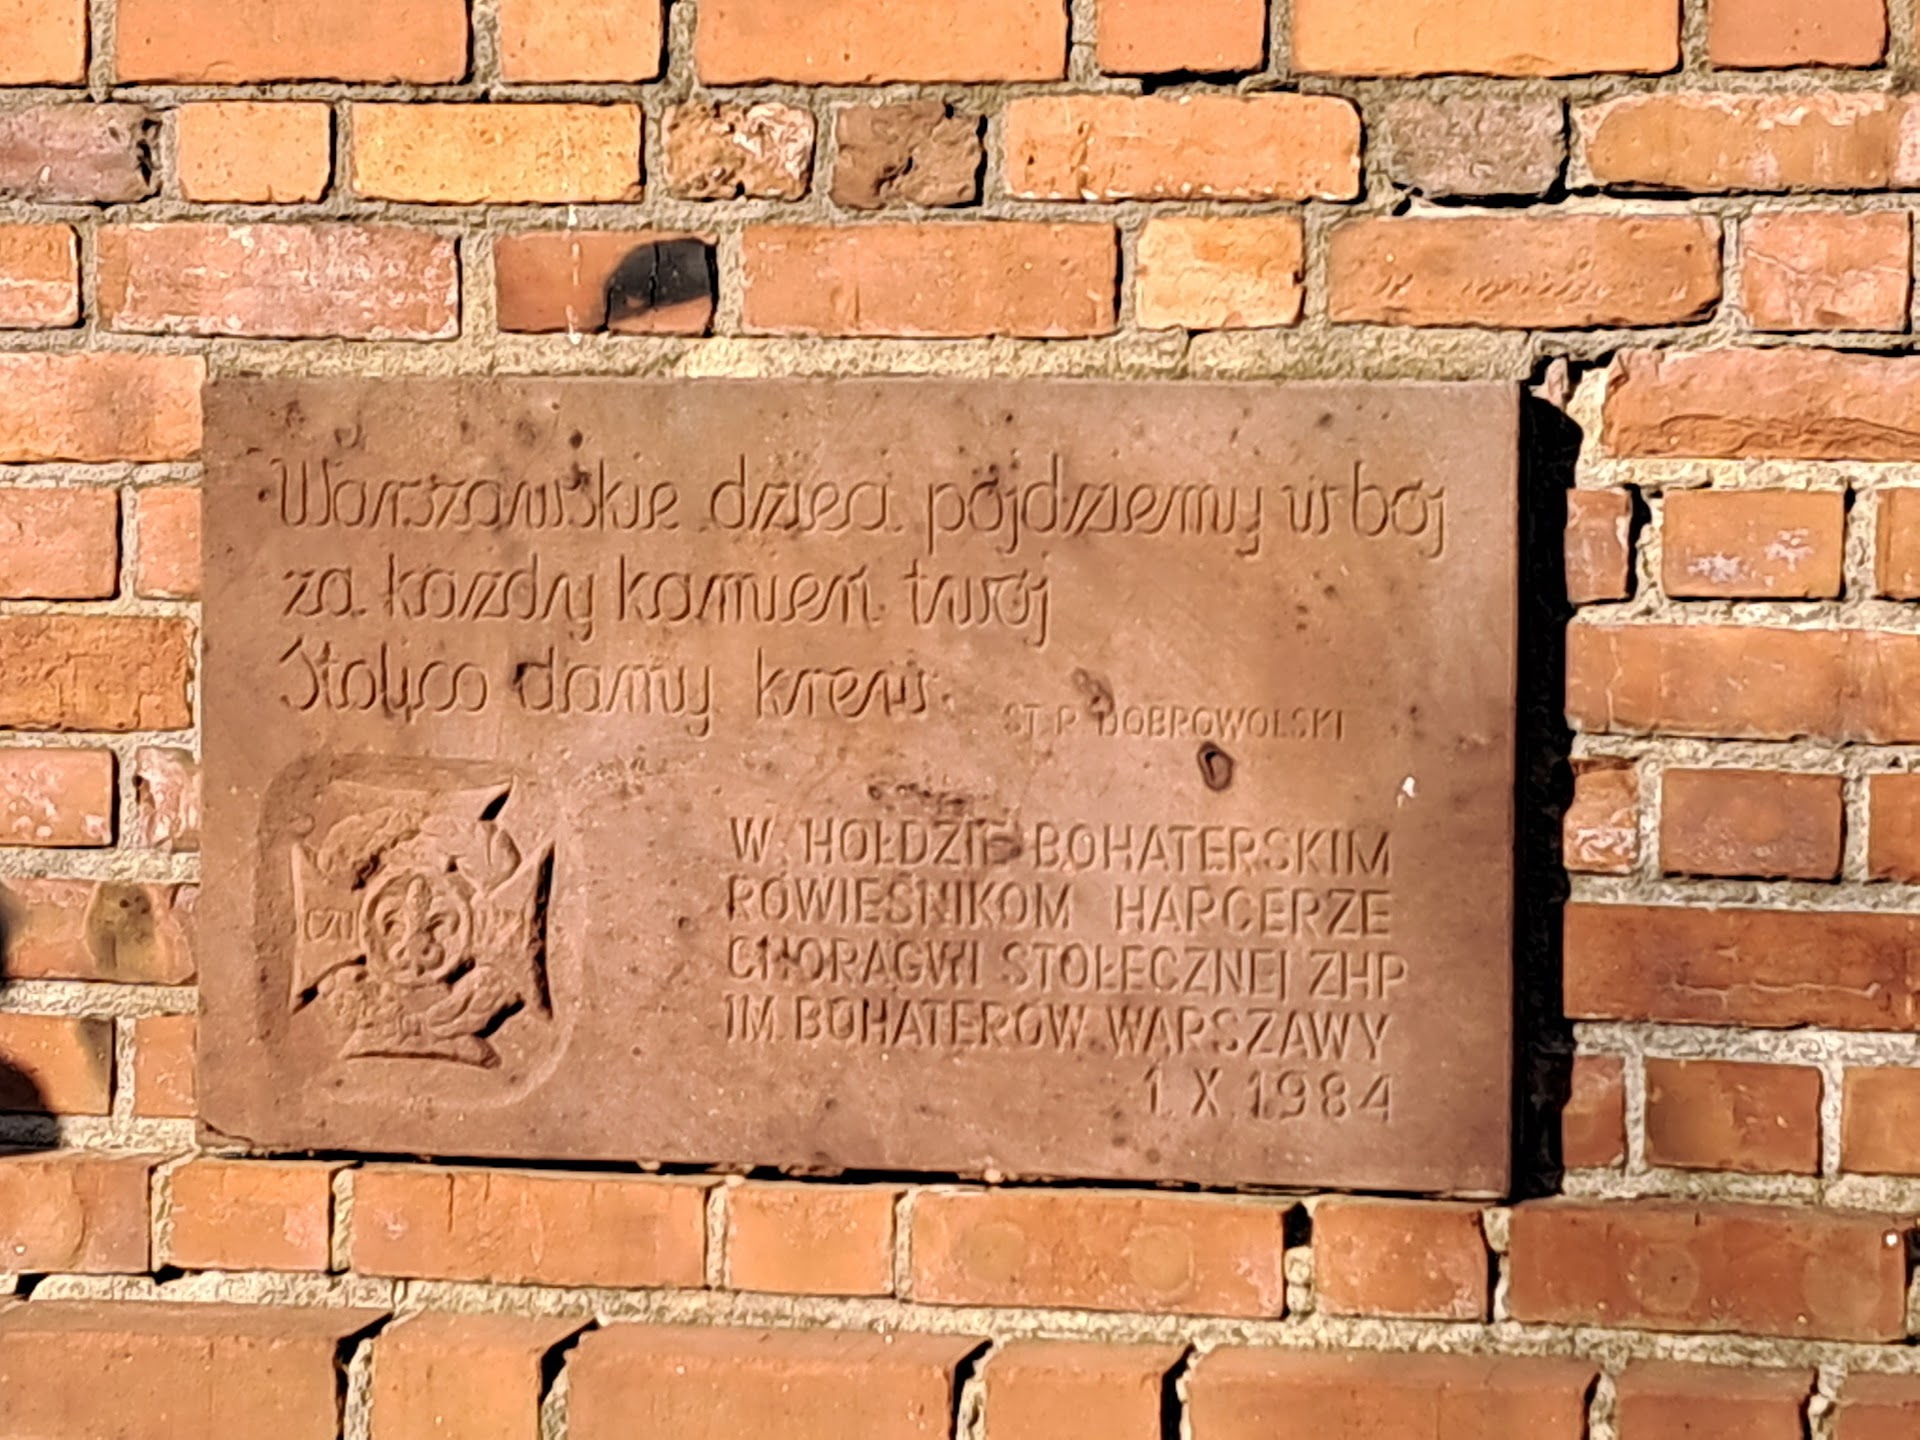 Warszawskie dzieci pójdziemy w bój
za każdy kamień twój
Stolico damy krew.
ST. R. DOBROWOLSKI
W HOŁDZIE BOHATERSKIM
RÓWIEŚNIKOM HARCERZE
CHORĄGWI STOŁECZNEJ ZHP
IM. BOHATERÓW WARSZAWY
1. X. 1984